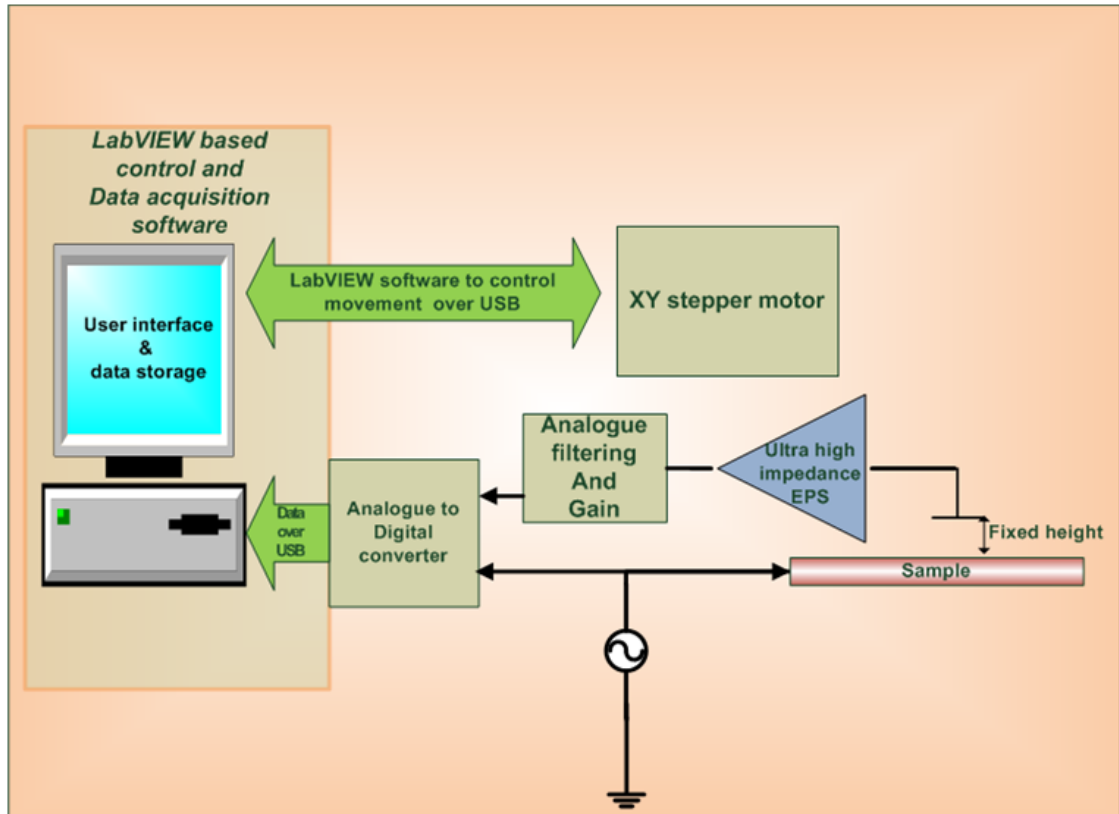 LabVIEW based
control and
Data acquisition
software
User interface
&
data storage
LabVIEW software to control
movement over USB
XY stepper motor
Analogue
filtering
And
Gain
Ultra high
impedance
EPS
Data
over
USB
Analogue to
Digital
converter
Fixed height
Sample